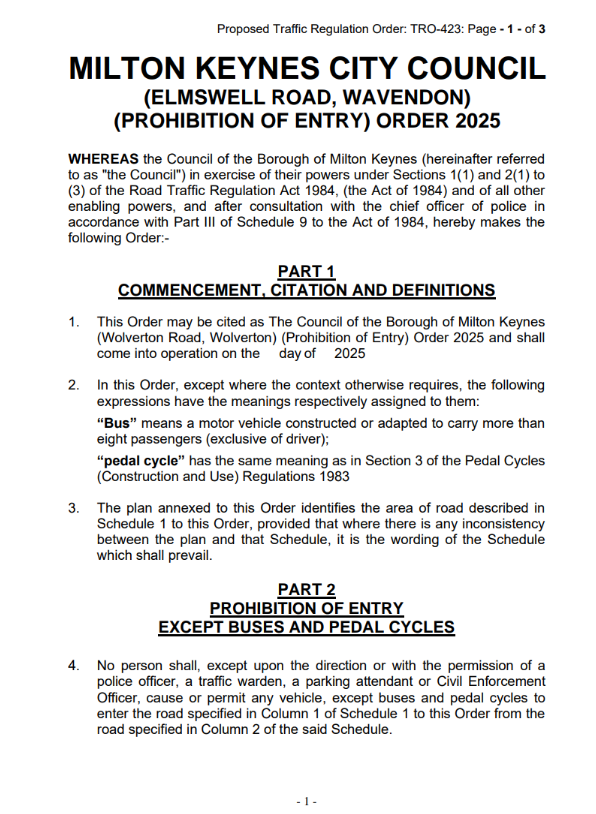 Proposed Traffic Regulation Order: TRO-423: Page - 1 - of 3
MILTON KEYNES CITY COUNCIL
(ELMSWELL ROAD, WAVENDON)
(PROHIBITION OF ENTRY) ORDER 2025
WHEREAS the Council of the Borough of Milton Keynes (hereinafter referred
to as "the Council") in exercise of their powers under Sections 1(1) and 2(1) to
(3) of the Road Traffic Regulation Act 1984, (the Act of 1984) and of all other
enabling powers, and after consultation with the chief officer of police in
accordance with Part III of Schedule 9 to the Act of 1984, hereby makes the
following Order:-
PART 1
COMMENCEMENT, CITATION AND DEFINITIONS
1. This Order may be cited as The Council of the Borough of Milton Keynes
(Wolverton Road, Wolverton) (Prohibition of Entry) Order 2025 and shall
come into operation on the day of 2025
2. In this Order, except where the context otherwise requires, the following
expressions have the meanings respectively assigned to them:
“Bus” means a motor vehicle constructed or adapted to carry more than
eight passengers (exclusive of driver);
“pedal cycle” has the same meaning as in Section 3 of the Pedal Cycles
(Construction and Use) Regulations 1983
3. The plan annexed to this Order identifies the area of road described in
Schedule 1 to this Order, provided that where there is any inconsistency
between the plan and that Schedule, it is the wording of the Schedule
which shall prevail.
PART 2
PROHIBITION OF ENTRY
EXCEPT BUSES AND PEDAL CYCLES
4. No person shall, except upon the direction or with the permission of a
police officer, a traffic warden, a parking attendant or Civil Enforcement
Officer, cause or permit any vehicle, except buses and pedal cycles to
enter the road specified in Column 1 of Schedule 1 to this Order from the
road specified in Column 2 of the said Schedule.
- 1 -